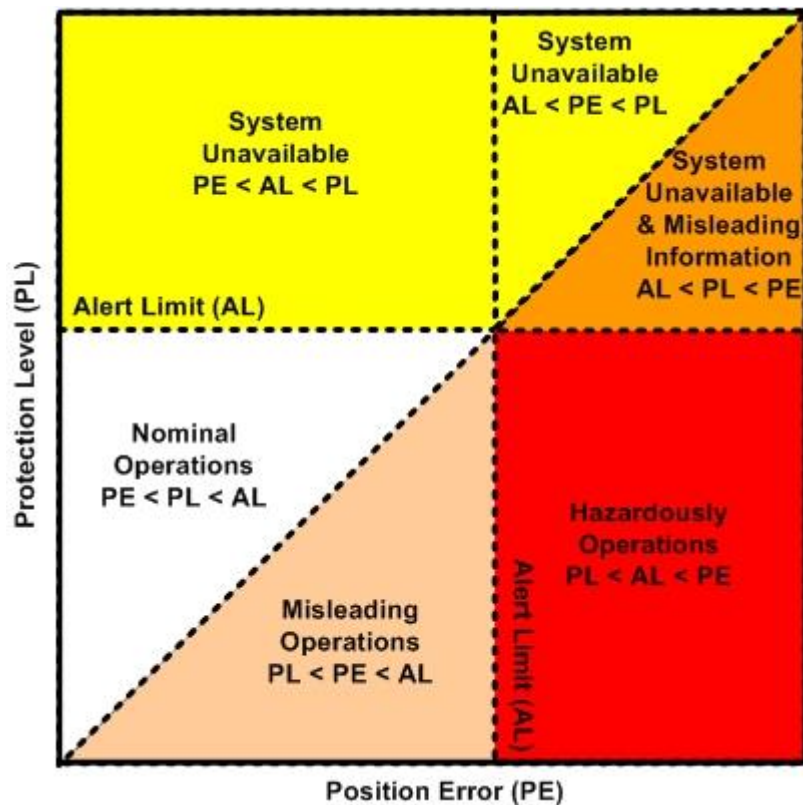 System
Unavailable
AL < PE < PL
System
Unavailable
PE < AL < PL
System
Unavailable
& Misleading
Information
AL < PL < PE
Alert Limit (AL)
Protection Level (PL)
Nominal
Operations
PE < PL < AL
Hazardously
Operations
PL < AL < PE
Misleading
Operations
PL < PE < AL
Alert Limit (AL)
Position Error (PE)